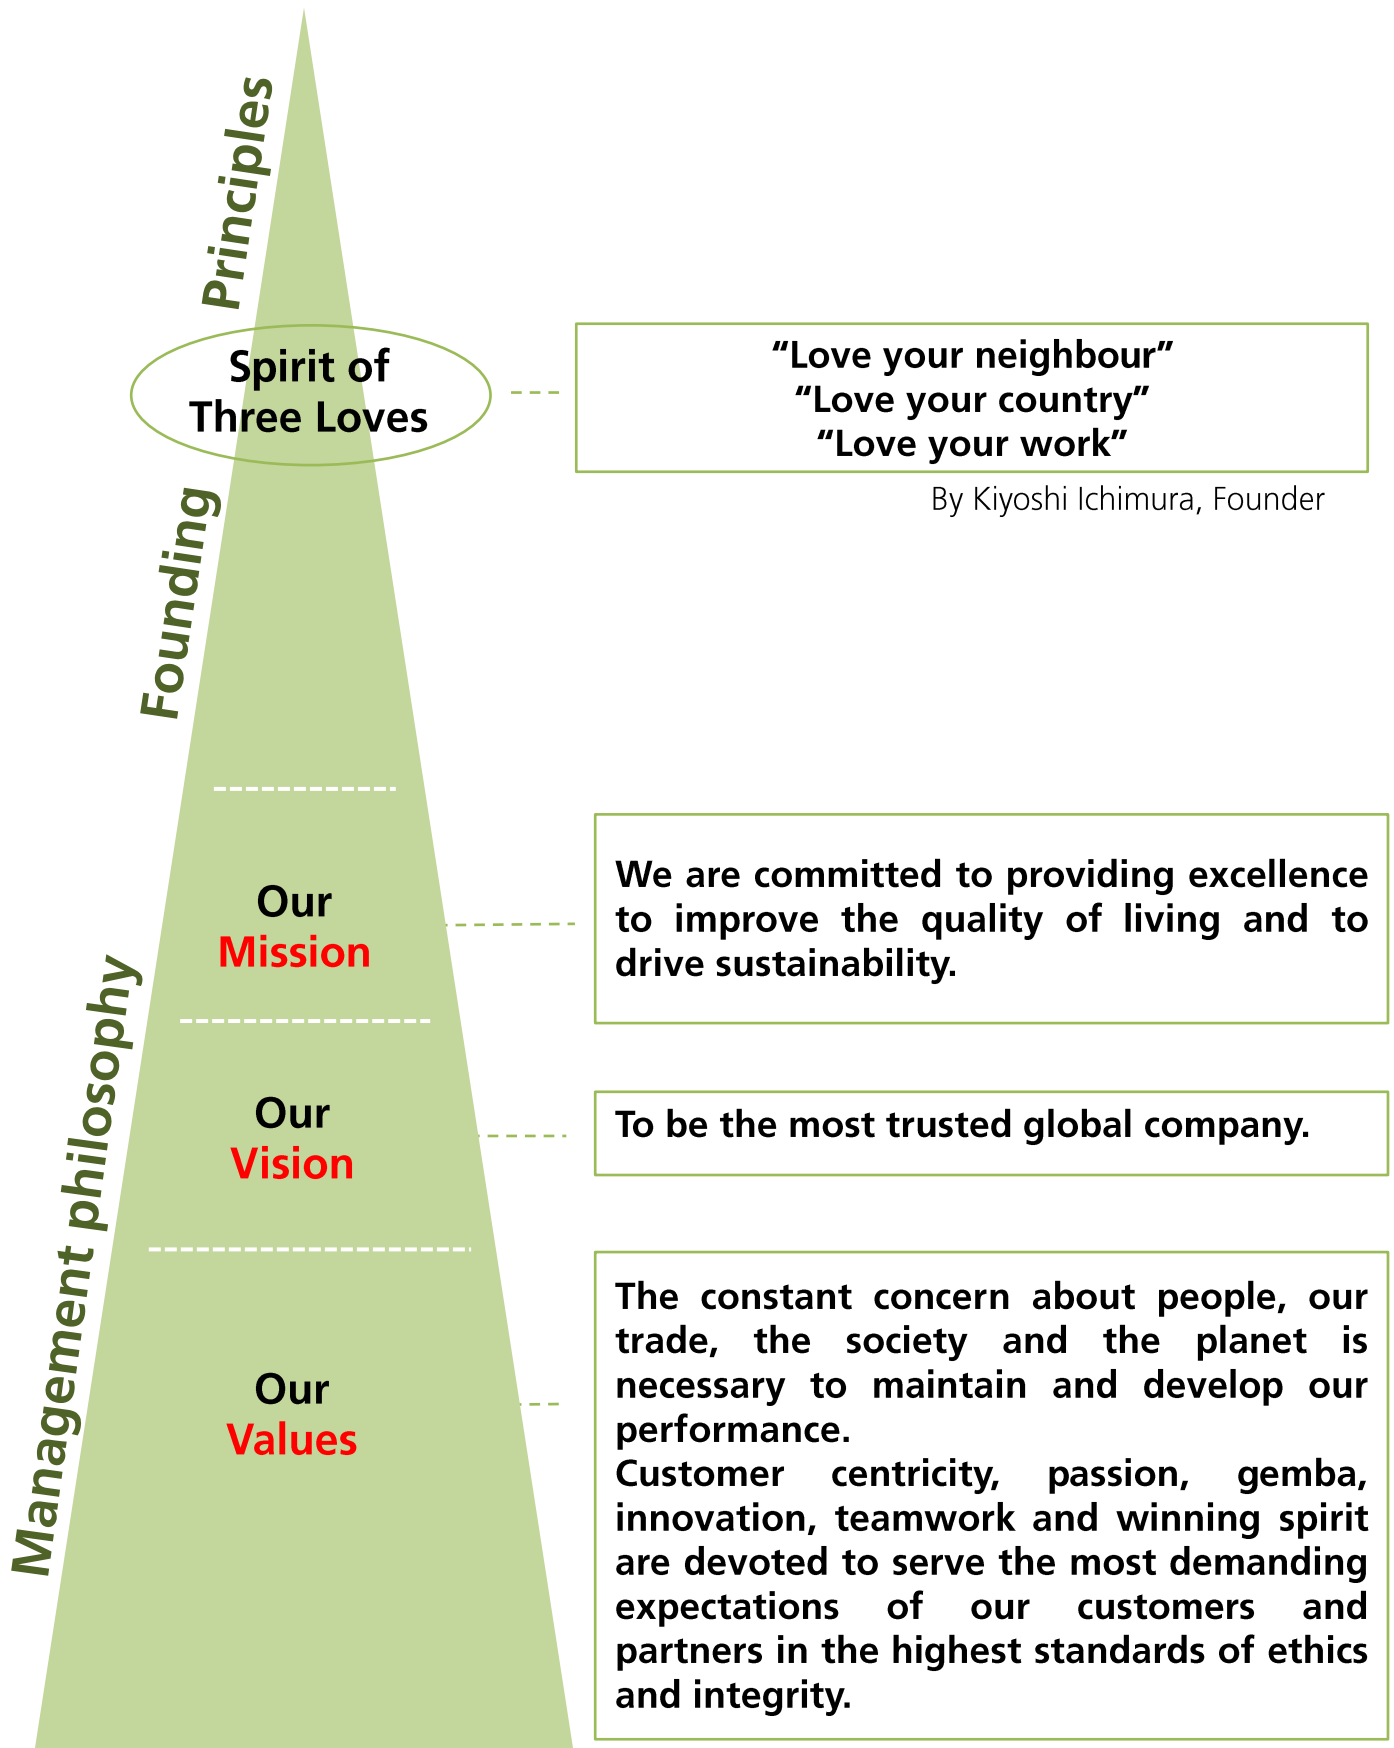 Founding Principles
Spirit of
Three Loves
“Love your neighbour”
“Love your country”
“Love your work”
By Kiyoshi Ichimura, Founder
Management philosophy
Our
Mission
We are committed to providing excellence
to improve the quality of living and to
drive sustainability.
Our
Vision
To be the most trusted global company.
Our
Values
The constant concern about people, our
trade, the society and the planet is
necessary to maintain and develop our
performance.
Customer centricity, passion, gemba,
innovation, teamwork and winning spirit
are devoted to serve the most demanding
expectations of our customers and
partners in the highest standards of ethics
and integrity.